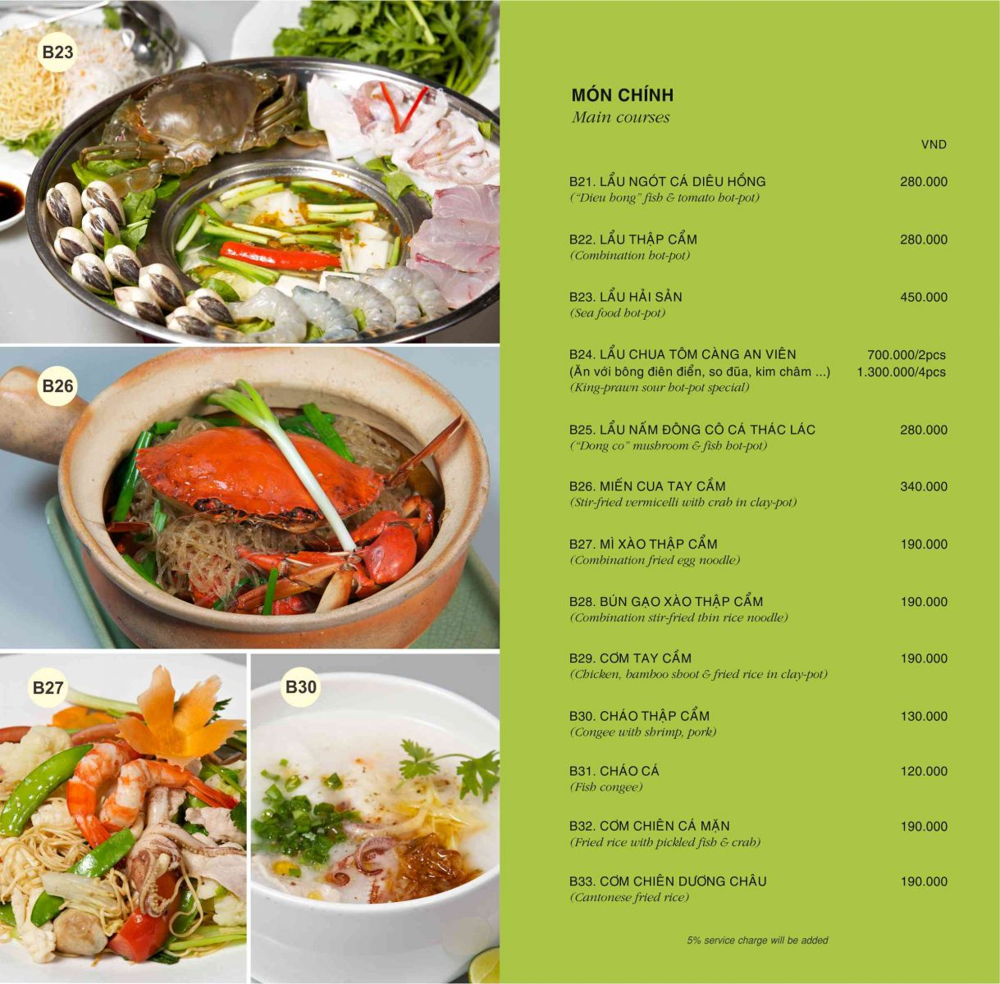 B23
B26
B27
B30
MÓN CHÍNH
Main courses
VND
B21. LẨU NGÓT CÁ DIÊU HỒNG 280.000
(“Dieu hong” fish & tomato hot-pot)
B22. LẨU THẬP CẨM 280.000
(Combination hot-pot)
B23. LẨU HẢI SẢN 450.000
(Sea food hot-pot)
B24. LẨU CHUA TÔM CÀNG AN VIÊN 700.000/2pcs
(Ăn với bông điên điển, so đũa, kim châm ...) 1.300.000/4pcs
(King-prawn sour hot-pot special)
B25. LẨU NẤM ĐÔNG CÔ CÁ THÁC LÁC 280.000
(“Dong co” mushroom & fish hot-pot)
B26. MIẾN CUA TAY CẦM 340.000
(Stir-fried vermicelli with crab in clay-pot)
B27. MÌ XÀO THẬP CẨM 190.000
(Combination fried egg noodle)
B28. BÚN GẠO XÀO THẬP CẨM 190.000
(Combination stir-fried thin rice noodle)
B29. CƠM TAY CẦM 190.000
(Chicken, bamboo shoot & fried rice in clay-pot)
B30. CHÁO THẬP CẨM 130.000
(Congee with shrimp, pork)
B31. CHÁO CÁ 120.000
(Fish congee)
B32. CƠM CHIÊN CÁ MẶN 190.000
(Fried rice with pickled fish & crab)
B33. CƠM CHIÊN DƯƠNG CHÂU 190.000
(Cantonese fried rice)
5% service charge will be added